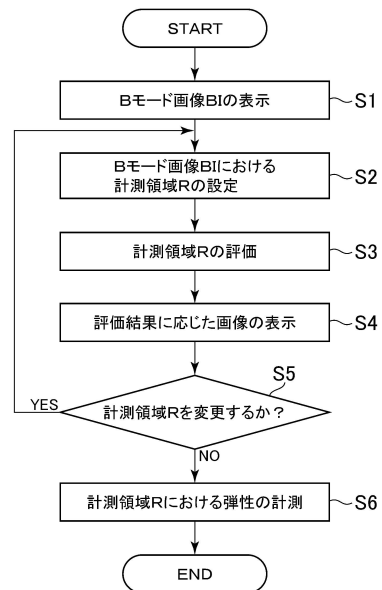 START
Bモード画像BIの表示
S1
Bモード画像BIにおける
計測領域Rの設定
S2
計測領域Rの評価
S3
評価結果に応じた画像の表示
S4
S5
計測領域Rを変更するか？
YES
NO
計測領域Rにおける弾性の計測
S6
END